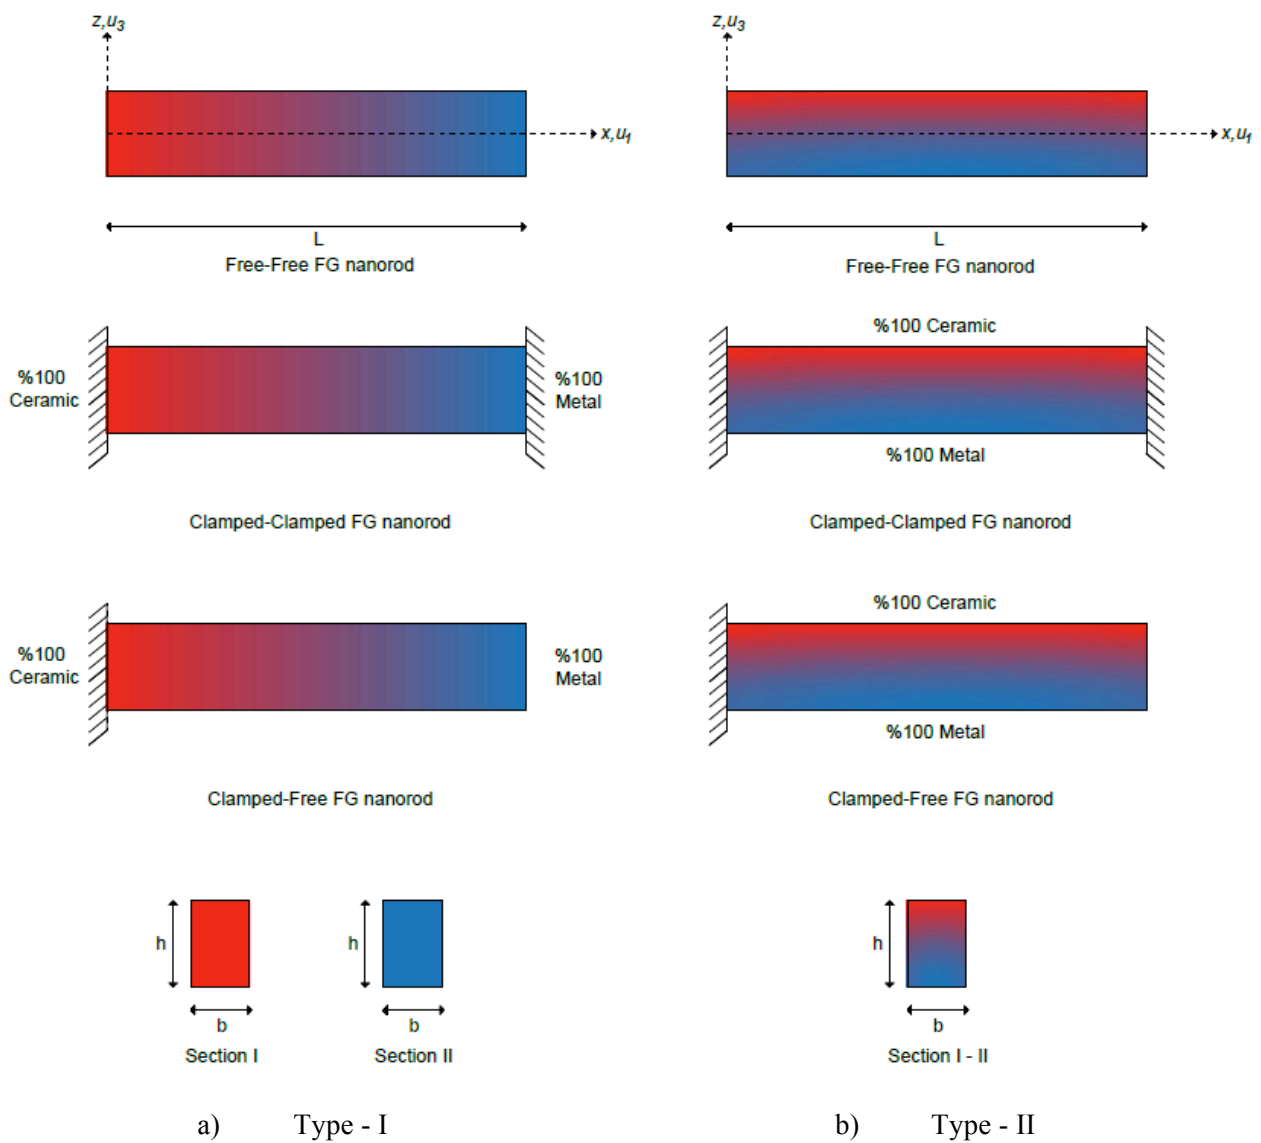 z,u3
x,u1
L
Free-Free FG nanorod
%100
Ceramic
%100
Metal
Clamped-Clamped FG nanorod
%100
Ceramic
%100
Metal
Clamped-Free FG nanorod
h
b
Section I
h
b
Section II
a) Type - I
z,u3
x,u1
L
Free-Free FG nanorod
%100 Ceramic
%100 Metal
Clamped-Clamped FG nanorod
%100 Ceramic
%100 Metal
Clamped-Free FG nanorod
h
b
Section I - II
b) Type - II